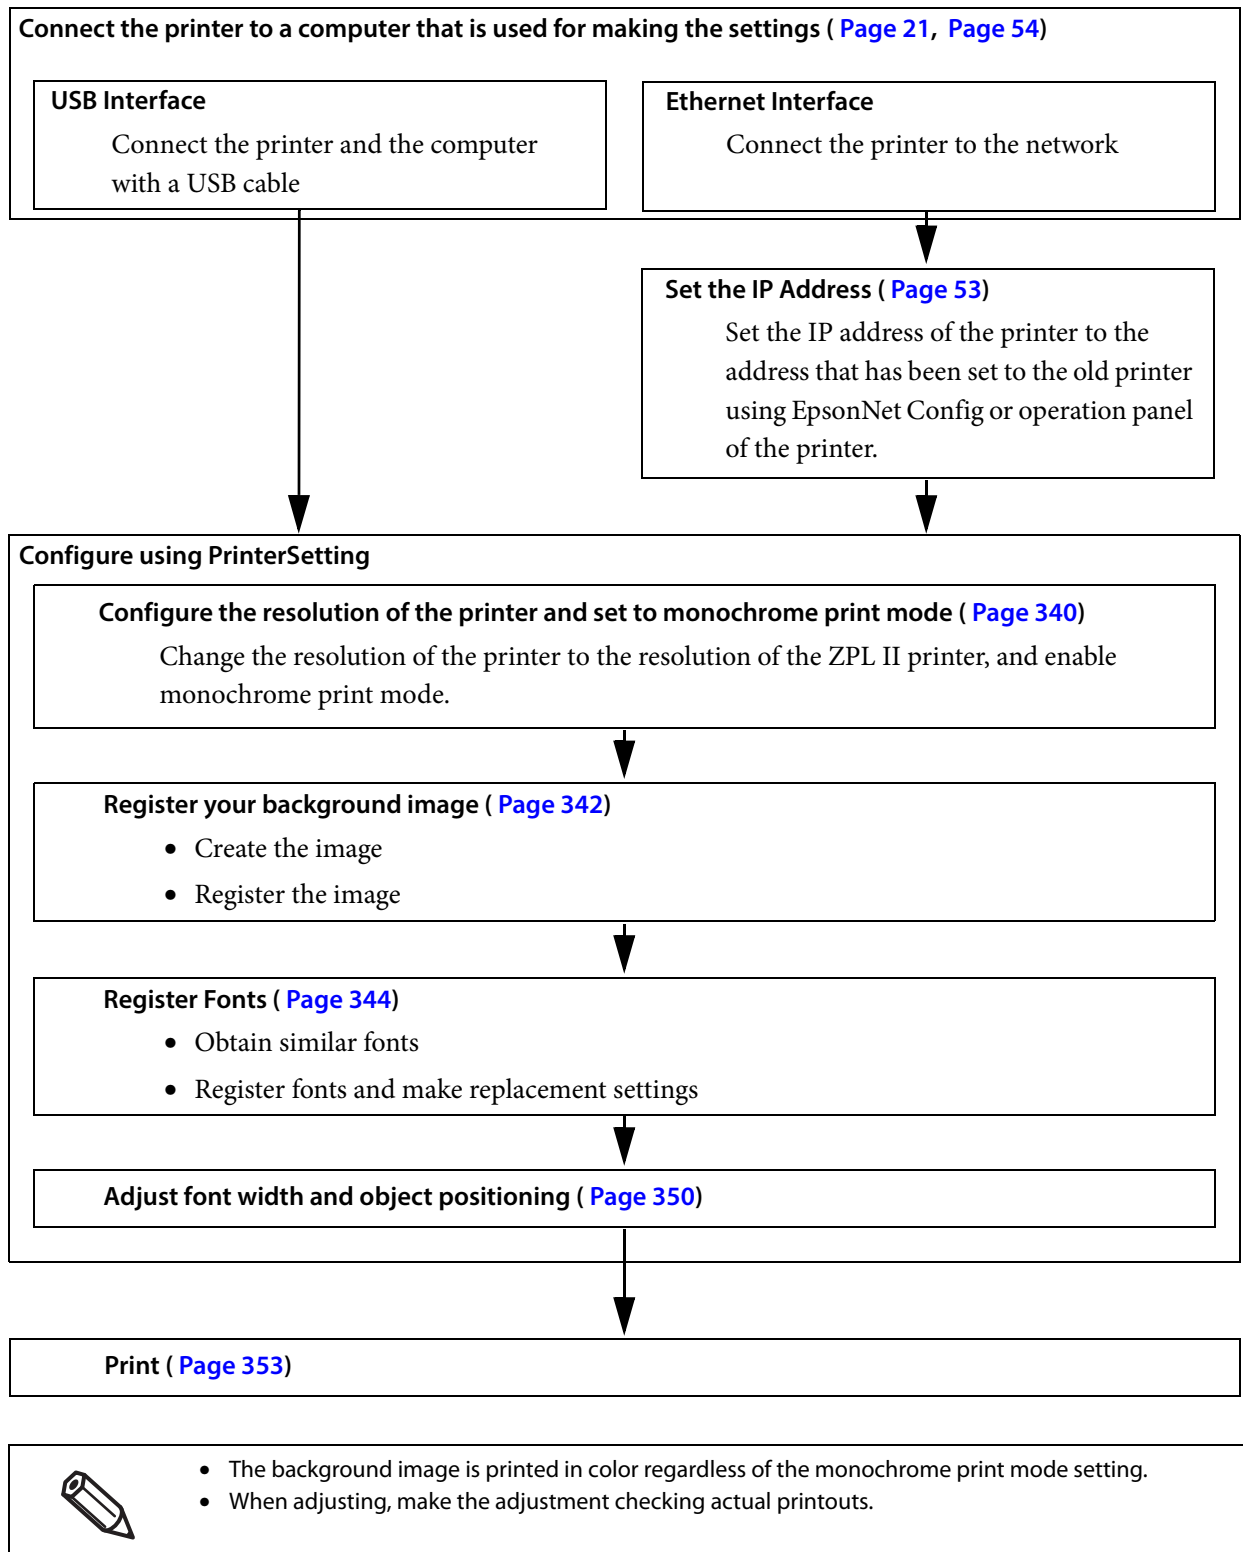 Connect the printer to a computer that is used for making the settings ( Page 21, Page 54)
USB Interface
Connect the printer and the computer
with a USB cable
Ethernet Interface
Connect the printer to the network
Set the IP Address ( Page 53)
Set the IP address of the printer to the
address that has been set to the old printer
using EpsonNet Config or operation panel
of the printer.
Configure using PrinterSetting
Configure the resolution of the printer and set to monochrome print mode ( Page 340)
Change the resolution of the printer to the resolution of the ZPL II printer, and enable
monochrome print mode.
Register your background image ( Page 342)
• Create the image
• Register the image
Register Fonts ( Page 344)
• Obtain similar fonts
• Register fonts and make replacement settings
Adjust font width and object positioning ( Page 350)
Print ( Page 353)
• The background image is printed in color regardless of the monochrome print mode setting.
• When adjusting, make the adjustment checking actual printouts.